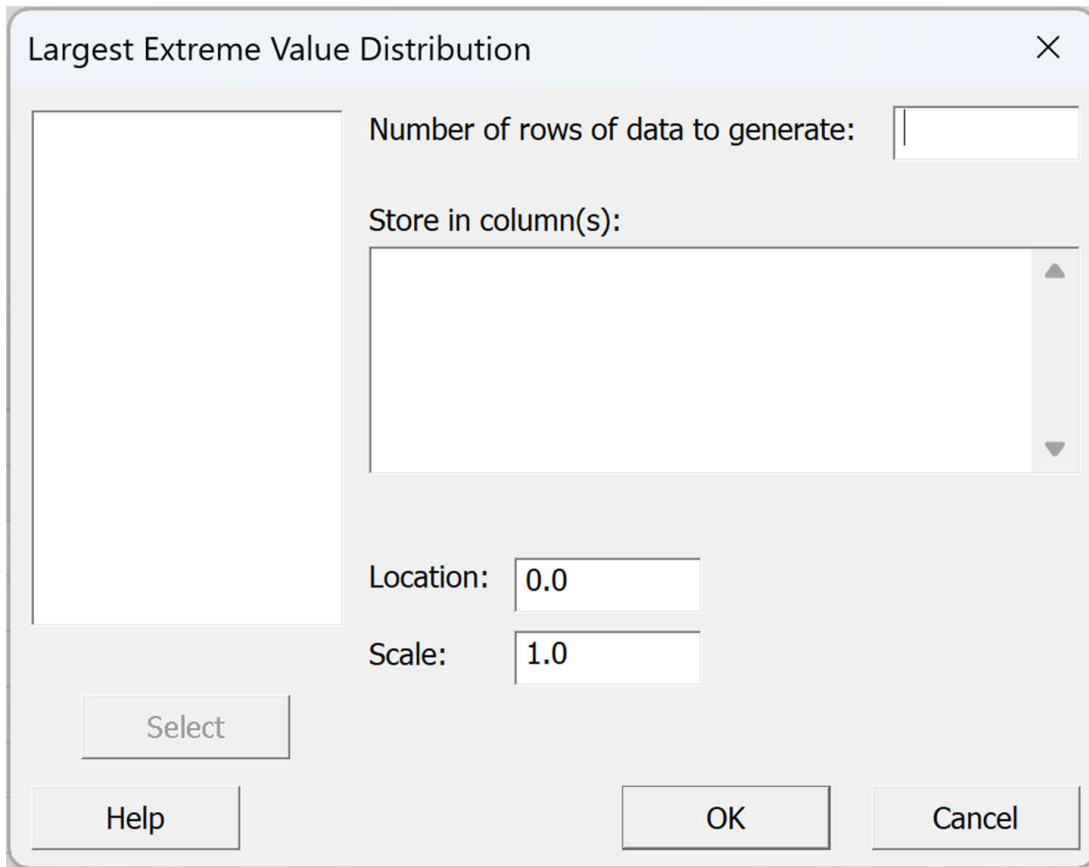 Largest Extreme Value Distribution
Number of rows of data to generate:
Store in column(s):
Location: 0.0
Scale: 1.0
Select
Help OK Cancel